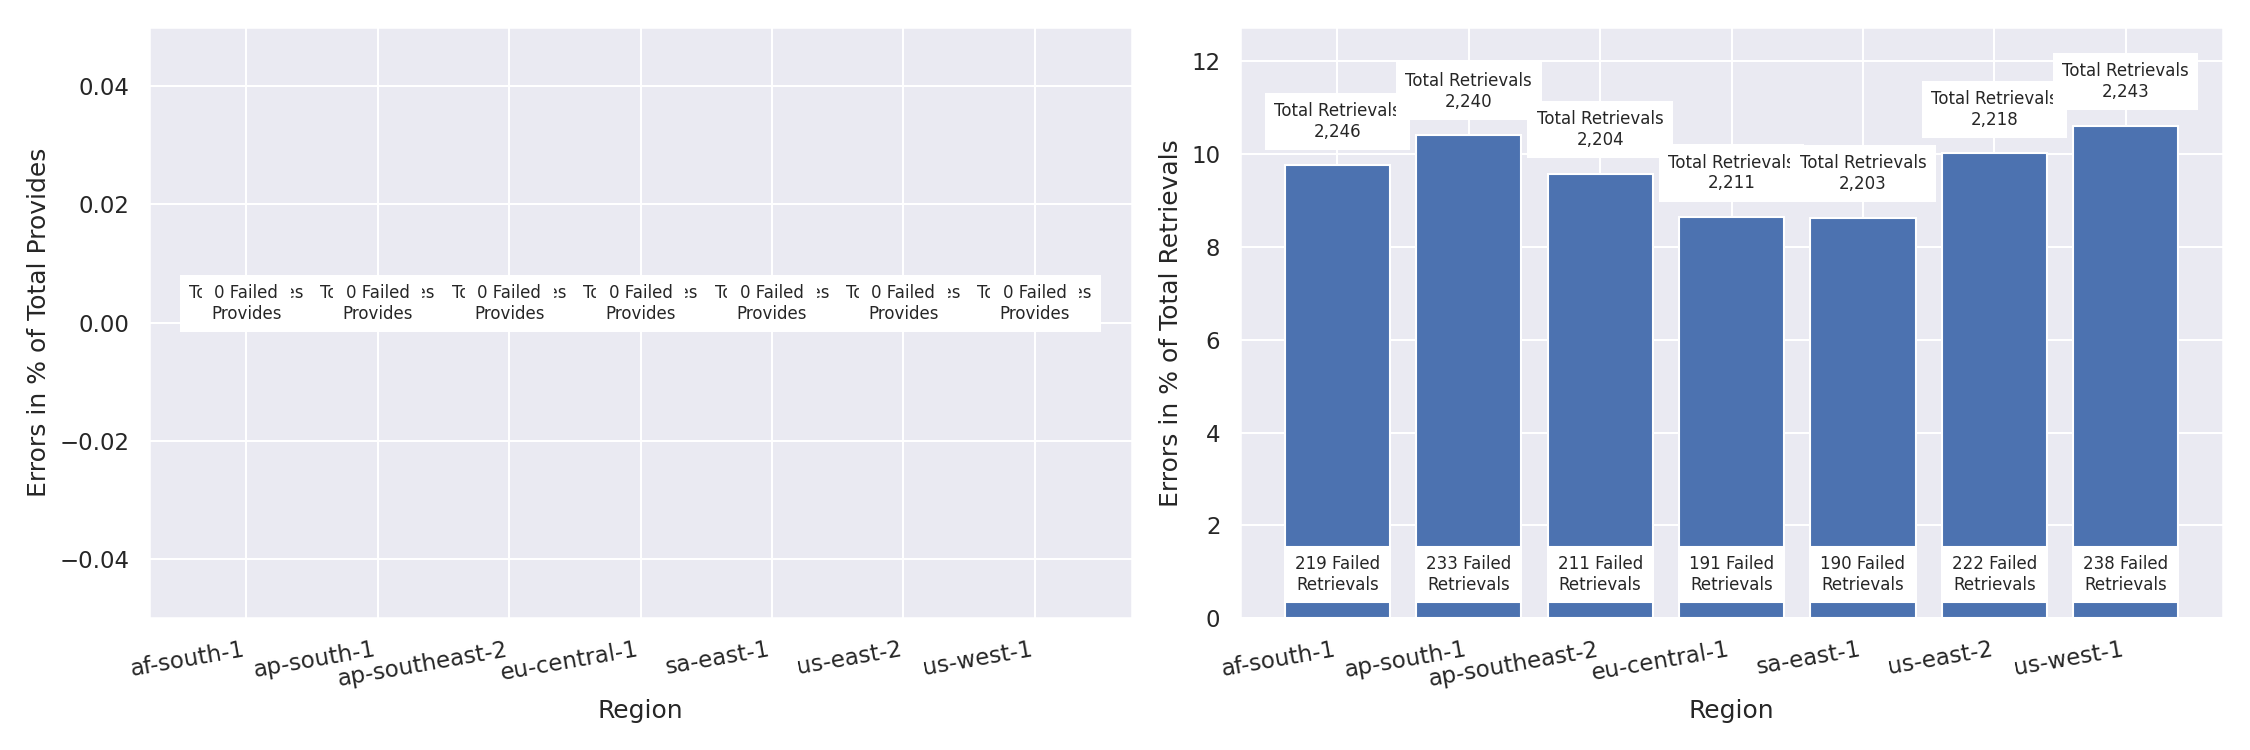 Errors in % of Total Provides
0.04
0.02
0.00
−0.02
−0.04
0 Failed
Provides
0 Failed
Provides
0 Failed
Provides
0 Failed
Provides
0 Failed
Provides
0 Failed
Provides
0 Failed
Provides
af-south-1
ap-south-1
ap-southeast-2
eu-central-1
sa-east-1
us-east-2
us-west-1
Region
Errors in % of Total Retrievals
12
10
8
6
4
2
0
Total Retrievals
2,246
Total Retrievals
2,240
Total Retrievals
2,204
Total Retrievals
2,211
Total Retrievals
2,203
Total Retrievals
2,218
Total Retrievals
2,243
219 Failed
Retrievals
233 Failed
Retrievals
211 Failed
Retrievals
191 Failed
Retrievals
190 Failed
Retrievals
222 Failed
Retrievals
238 Failed
Retrievals
af-south-1
ap-south-1
ap-southeast-2
eu-central-1
sa-east-1
us-east-2
us-west-1
Region